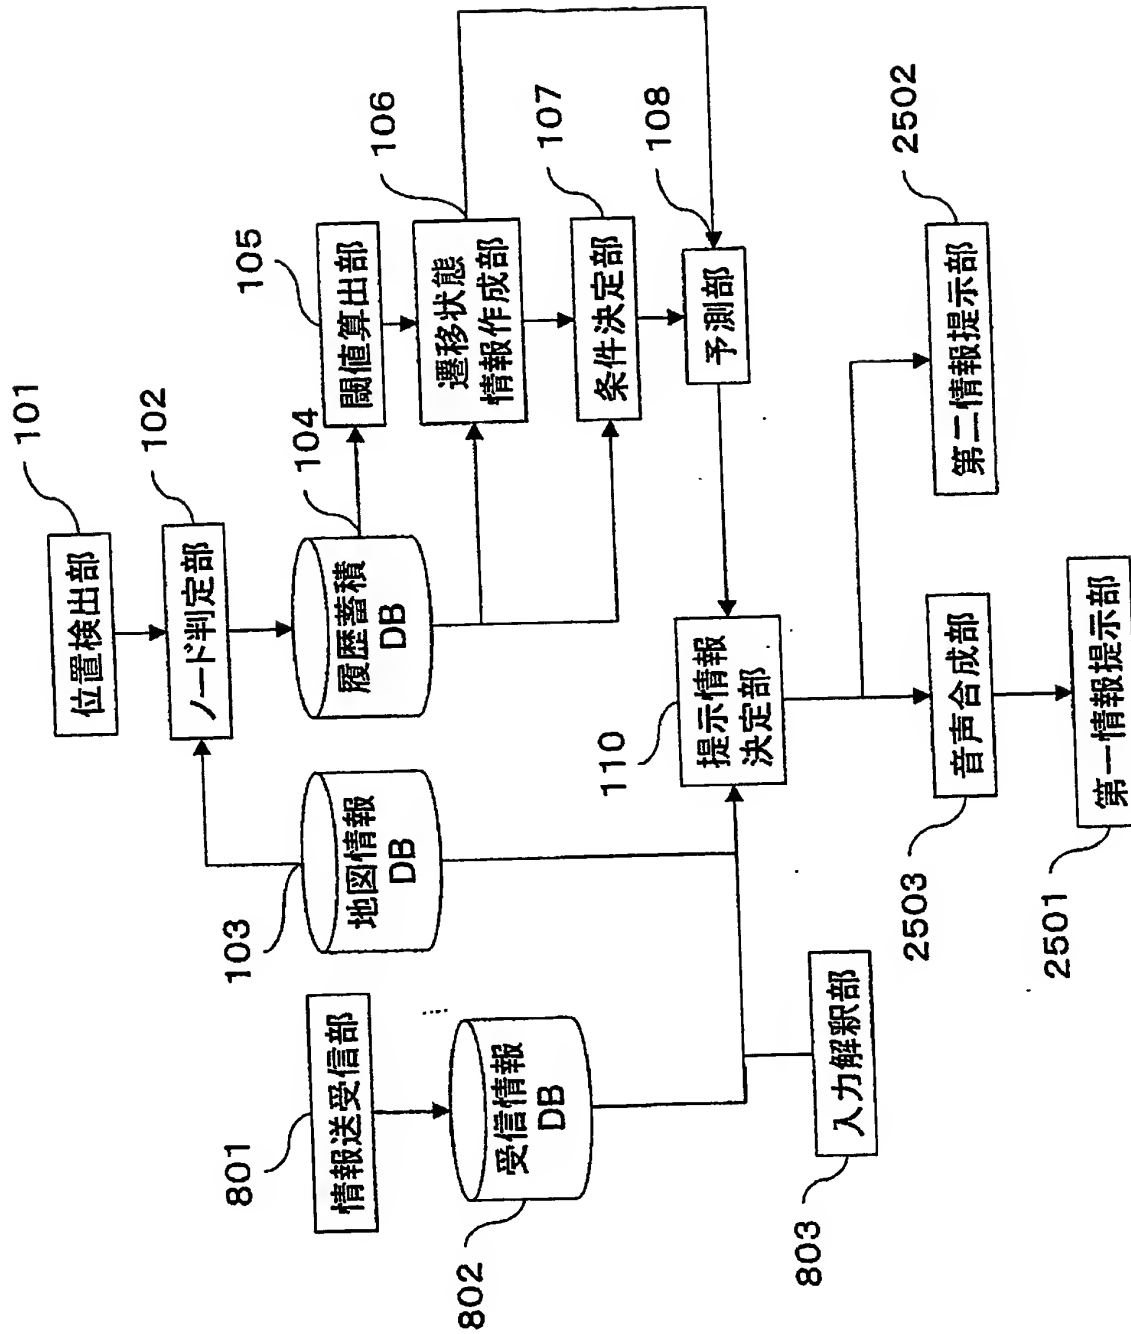 101
位置検出部
102
ノード判定部
103
地図情報
DB
104
履歴蓄積
DB
105
閾値算出部
106
遷移状態
情報作成部
107
条件決定部
108
予測部
801
情報送受信部
802
受信情報
DB
803
入力解釈部
110
提示情報
決定部
2503
音声合成部
2501
第一情報提示部
2502
第二情報提示部